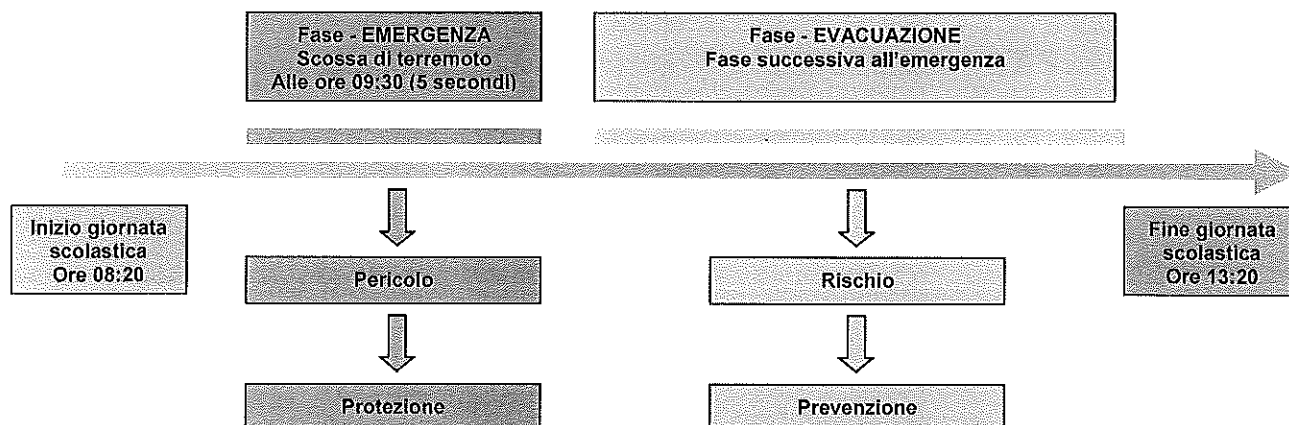 Fase - EMERGENZA
Scossa di terremoto
Alle ore 09:30 (5 secondi)
Fase - EVACUAZIONE
Fase successiva all'emergenza
Inizio giornata
scolastica
Ore 08:20
Pericolo
Rischio
Fine giornata
scolastica
Ore 13:20
Protezione
Prevenzione